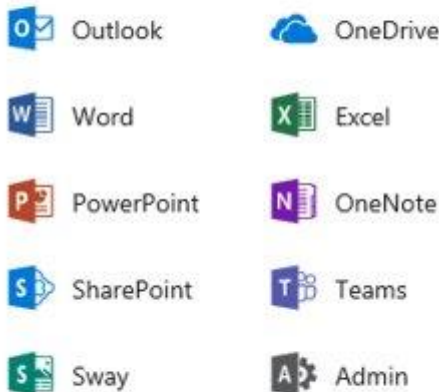 Outlook OneDrive
Word Excel
PowerPoint OneNote
SharePoint Teams
Sway Admin